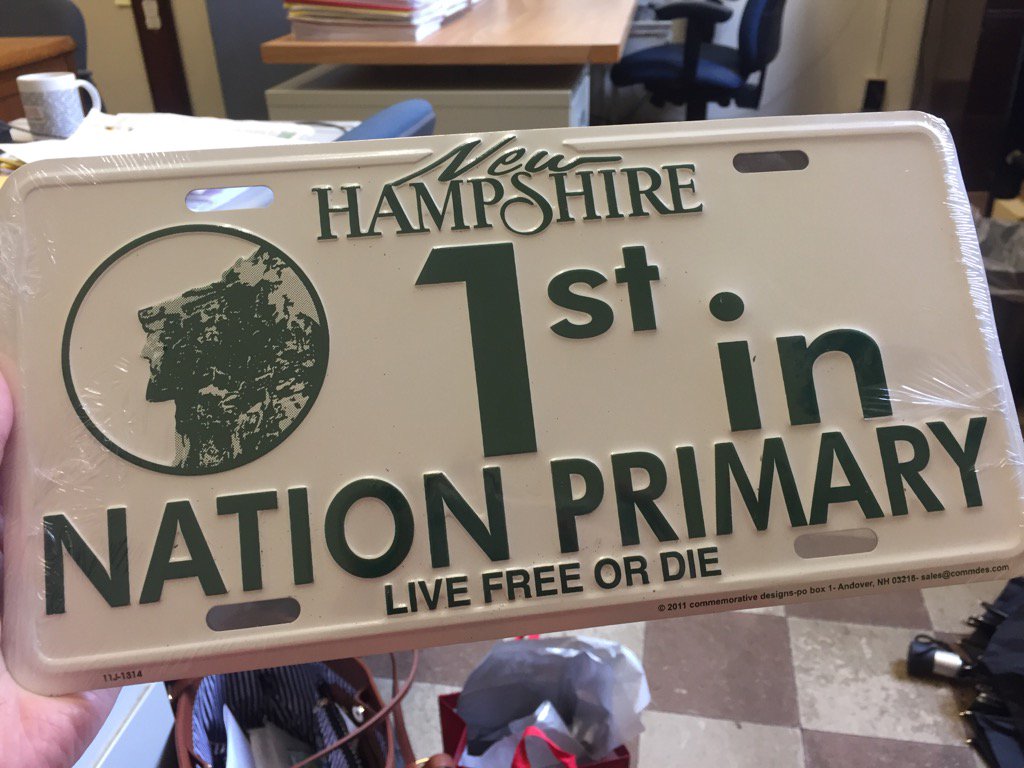 New
HAMPSHIRE
1st in
NATION PRIMARY
LIVE FREE OR DIE
© 2011 commemorative designs-po box 1- Andover, NH 03216- sales@commdes.com
11J-1314